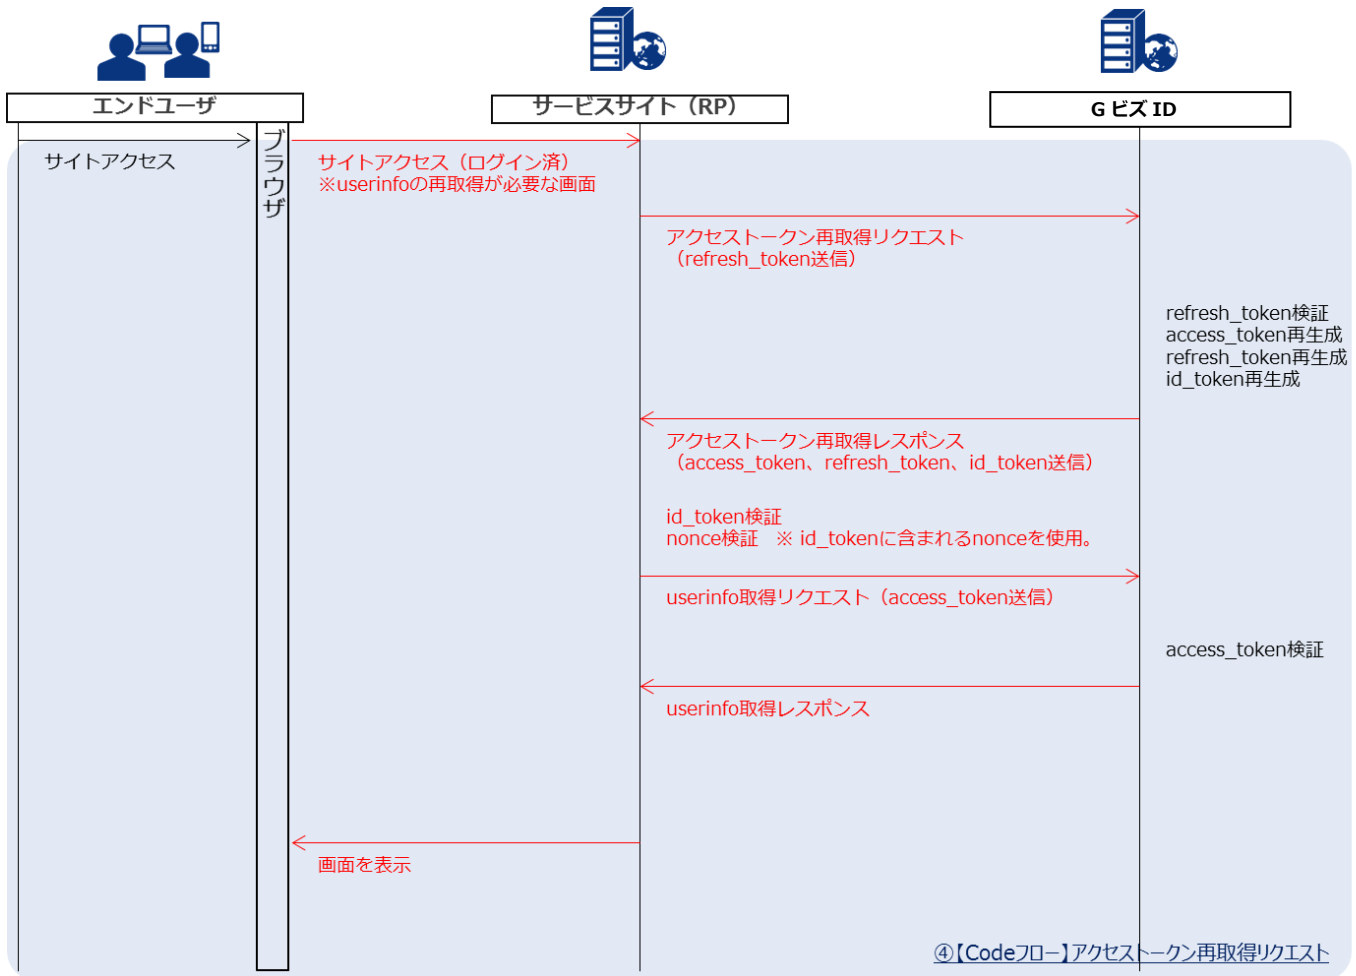 エンドユーザ
サービスサイト（RP）
G ビズ ID
ブラウザ
サイトアクセス
サイトアクセス（ログイン済）
※userinfoの再取得が必要な画面
アクセストークン再取得リクエスト
（refresh_token送信）
refresh_token検証
access_token再生成
refresh_token再生成
id_token再生成
アクセストークン再取得レスポンス
（access_token、refresh_token、id_token送信）
id_token検証
nonce検証　※ id_tokenに含まれるnonceを使用。
userinfo取得リクエスト（access_token送信）
access_token検証
userinfo取得レスポンス
画面を表示
④【Codeフロー】アクセストークン再取得リクエスト